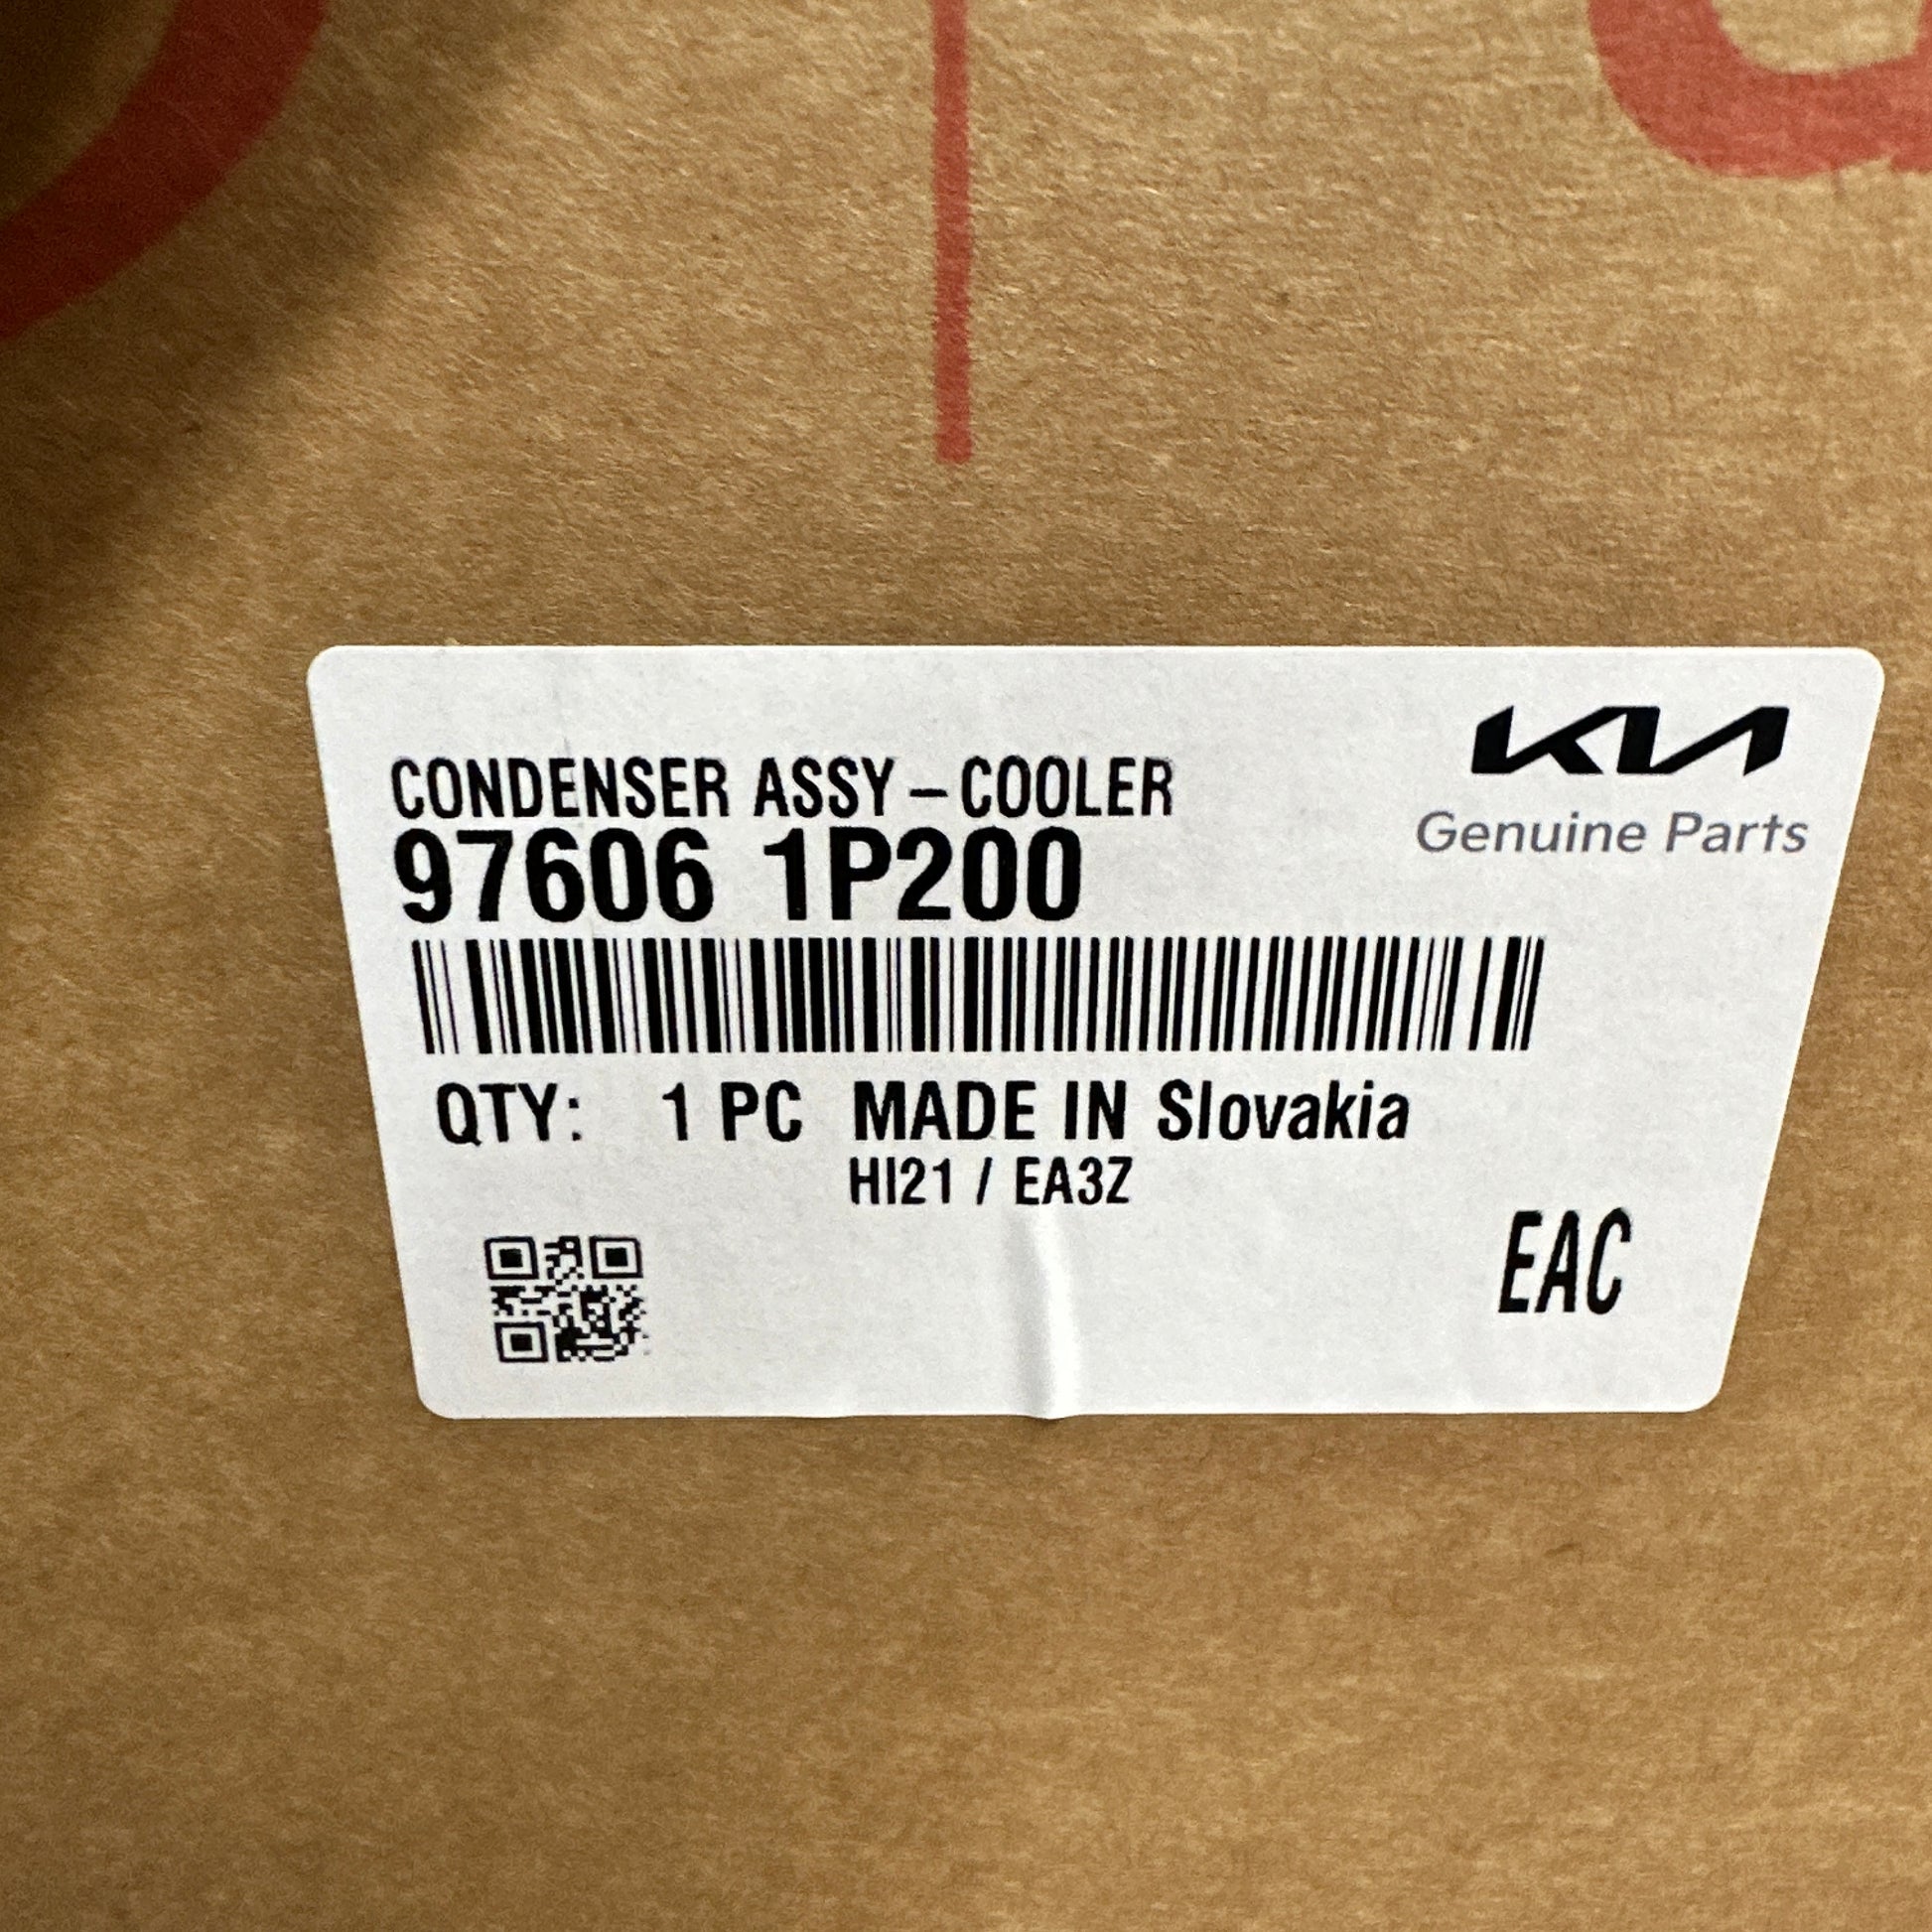 KIA
Genuine Parts
CONDENSER ASSY-COOLER
97606 1P200
QTY: 1 PC MADE IN Slovakia
HI21 / EA3Z
EAC